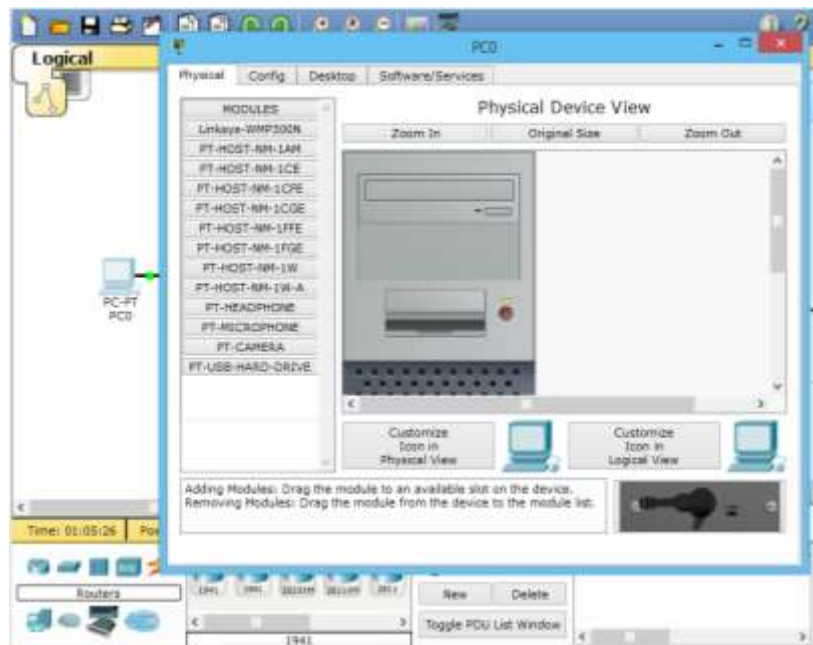 PC0
Logical
Physical Config Desktop Software/Services
MODULES
Linksys-WMP300N
PT-HOST-NM-1AM
PT-HOST-NM-1CE
PT-HOST-NM-1CFE
PT-HOST-NM-1CGE
PT-HOST-NM-1FFE
PT-HOST-NM-1FGE
PT-HOST-NM-1W
PT-HOST-NM-1W-A
PT-HEADPHONE
PT-MICROPHONE
PT-CAMERA
PT-USB-HARD-DRIVE
Physical Device View
Zoom In Original Size Zoom Out
PC-PT
PC0
Customize
Icon in
Physical View
Customize
Icon in
Logical View
Adding Modules: Drag the module to an available slot on the device.
Removing Modules: Drag the module from the device to the module list.
Time: 01:05:26 Po
Routers
1941 2811
1941
New Delete
Toggle PDU List Window